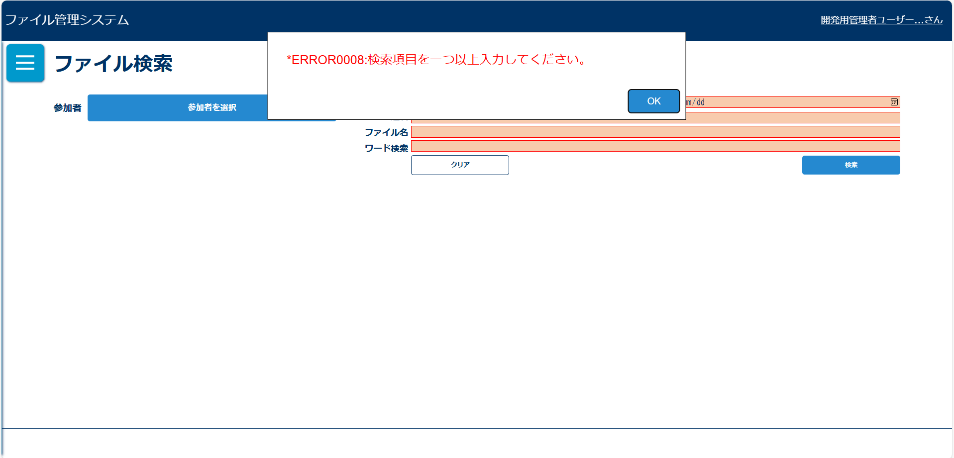 ファイル管理システム
開発用管理者ユーザー...さん
ファイル検索
*ERROR0008:検索項目を一つ以上入力してください。
OK
参加者
参加者を選択
m/dd
ファイル名
ワード検索
クリア
検索